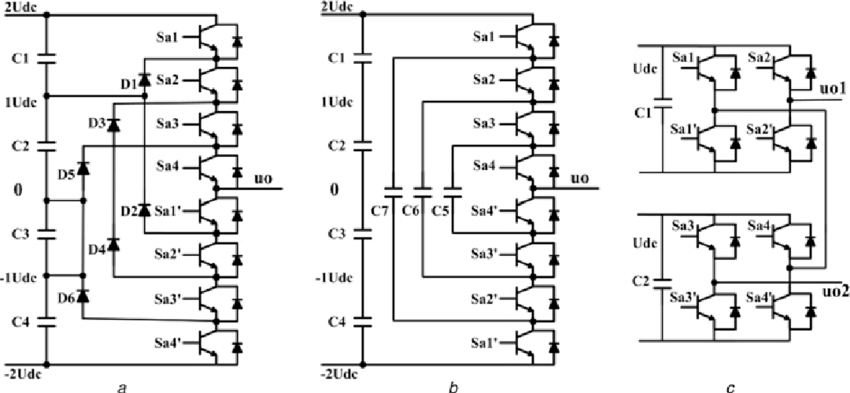 2Udc
Sa1
C1
D1
Sa2
1Udc
D3
Sa3
C2
D5
Sa4
0
uo
D2
Sa1'
C3
D4
Sa2'
-1Udc
D6
Sa3'
C4
Sa4'
-2Udc
a
2Udc
Sa1
C1
Sa2
1Udc
Sa3
C2
Sa4
0
uo
C7 C6 C5
Sa4'
C3
Sa3'
-1Udc
Sa2'
C4
Sa1'
-2Udc
b
Sa1 Sa2
Udc
uo1
C1
Sa1' Sa2'
Sa3 Sa4
Udc
C2
uo2
Sa3' Sa4'
c